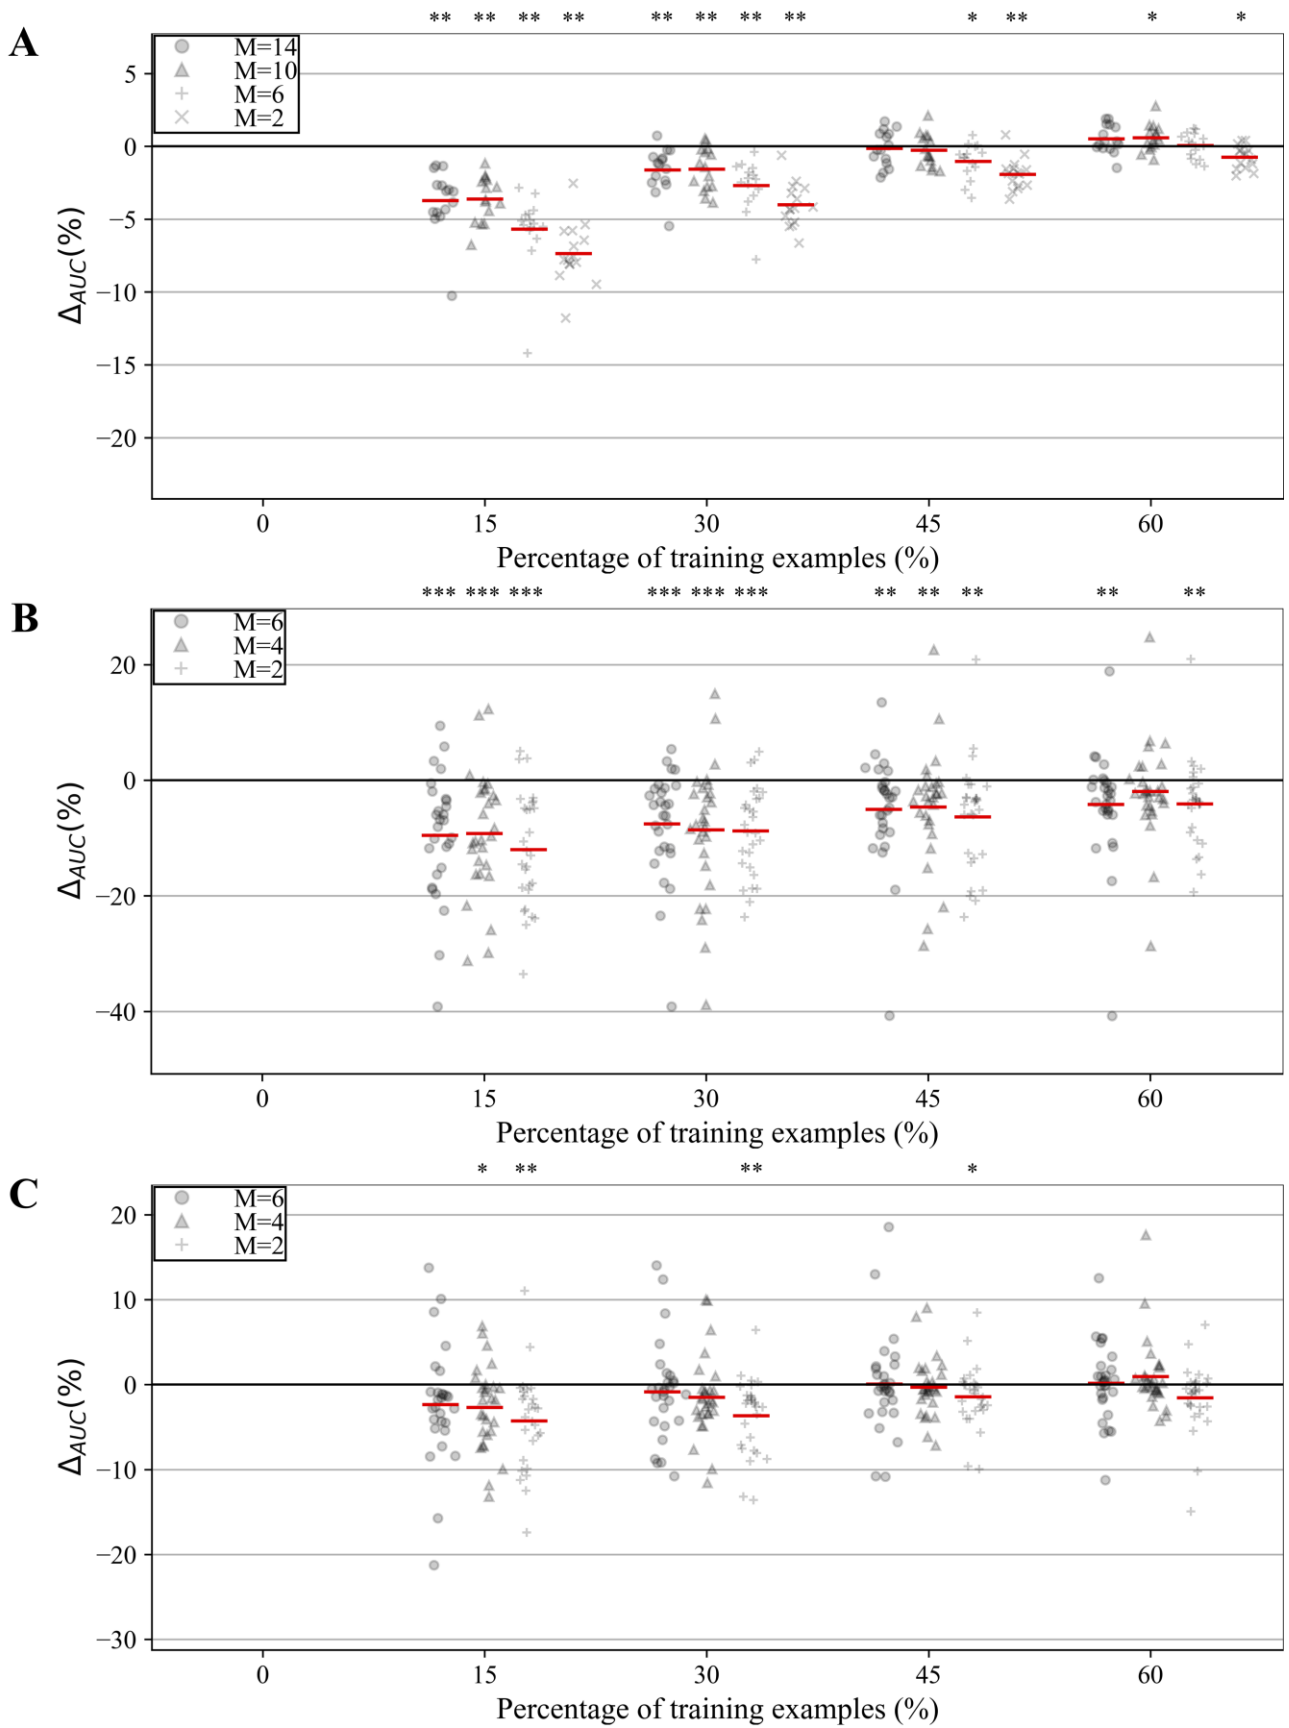 A
** ** ** ** ** ** ** ** * ** * *
M=14
M=10
M=6
M=2
5
0
−5
−10
−15
−20
Δ_AUC(%)
0 15 30 45 60
Percentage of training examples (%)
B
*** *** *** *** *** *** ** ** ** ** **
M=6
M=4
M=2
20
0
−20
−40
Δ_AUC(%)
0 15 30 45 60
Percentage of training examples (%)
C
* ** ** *
M=6
M=4
M=2
20
10
0
−10
−20
−30
Δ_AUC(%)
0 15 30 45 60
Percentage of training examples (%)